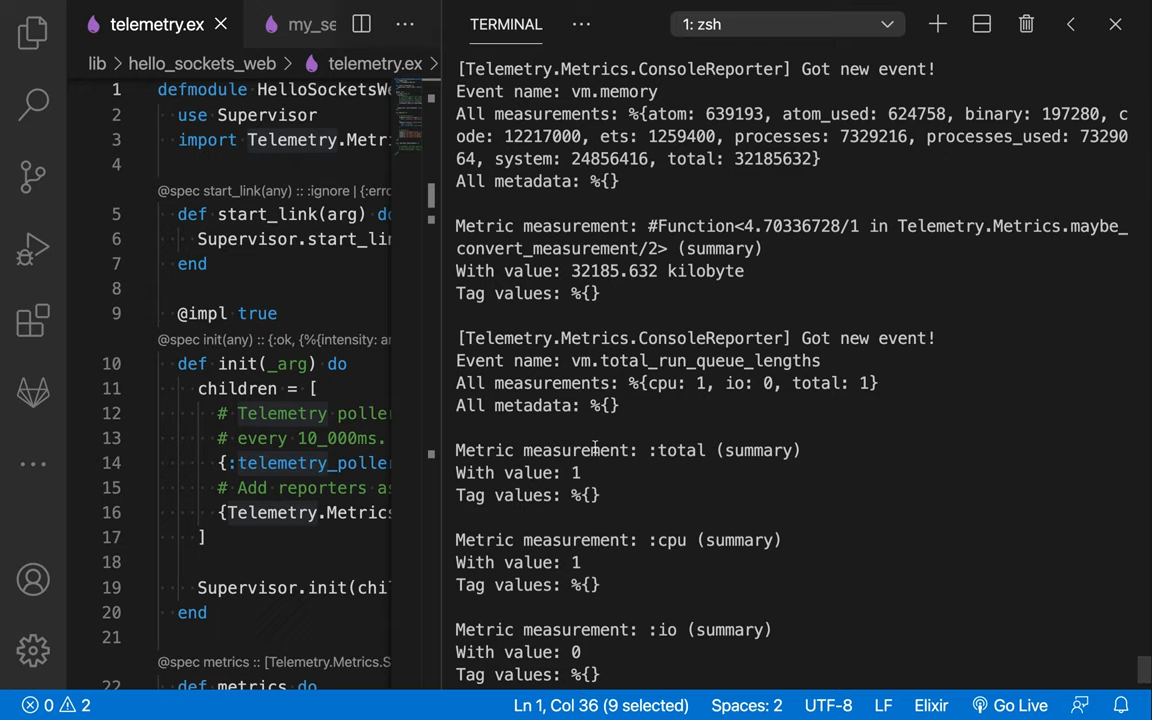 telemetry.ex
my_se
TERMINAL
1: zsh
lib > hello_sockets_web > telemetry.ex >
1 defmodule HelloSocketsWe
2 use Supervisor
3 import Telemetry.Metri
4
@spec start_link(any) :: :ignore | {:erro
5 def start_link(arg) do
6 Supervisor.start_lin
7 end
8
9 @impl true
@spec init(any) :: {:ok, {%{intensity: an
10 def init(_arg) do
11 children = [
12 # Telemetry poller
13 # every 10_000ms.
14 {:telemetry_poller
15 # Add reporters as
16 {Telemetry.Metrics
17 ]
18
19 Supervisor.init(chil
20 end
21
@spec metrics :: [Telemetry.Metrics.S
22 def metrics do
[Telemetry.Metrics.ConsoleReporter] Got new event!
Event name: vm.memory
All measurements: %{atom: 639193, atom_used: 624758, binary: 197280, c
ode: 12217000, ets: 1259400, processes: 7329216, processes_used: 73290
64, system: 24856416, total: 32185632}
All metadata: %{}
Metric measurement: #Function<4.70336728/1 in Telemetry.Metrics.maybe_
convert_measurement/2> (summary)
With value: 32185.632 kilobyte
Tag values: %{}
[Telemetry.Metrics.ConsoleReporter] Got new event!
Event name: vm.total_run_queue_lengths
All measurements: %{cpu: 1, io: 0, total: 1}
All metadata: %{}
Metric measurement: :total (summary)
With value: 1
Tag values: %{}
Metric measurement: :cpu (summary)
With value: 1
Tag values: %{}
Metric measurement: :io (summary)
With value: 0
Tag values: %{}
0 2
Ln 1, Col 36 (9 selected) Spaces: 2 UTF-8 LF Elixir Go Live